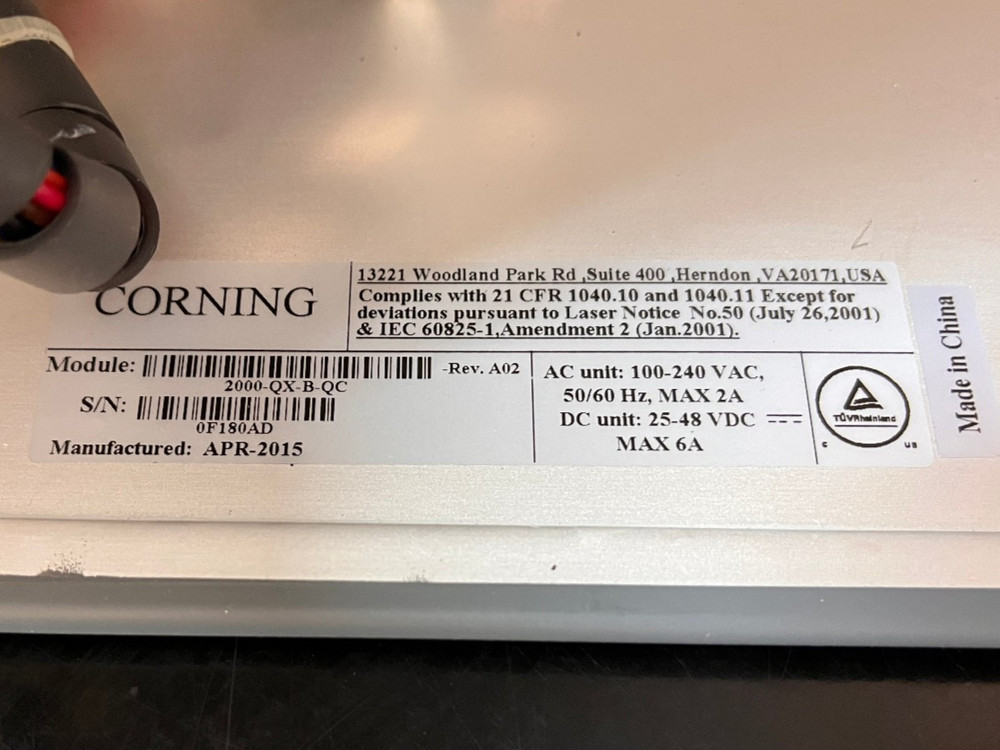 CORNING
13221 Woodland Park Rd ,Suite 400 ,Herndon ,VA20171,USA
Complies with 21 CFR 1040.10 and 1040.11 Except for
deviations pursuant to Laser Notice No.50 (July 26,2001)
& IEC 60825-1,Amendment 2 (Jan.2001).
Module: -Rev. A02
2000-QX-B-QC
S/N:
0F180AD
Manufactured: APR-2015
AC unit: 100-240 VAC,
50/60 Hz, MAX 2A
DC unit: 25-48 VDC
MAX 6A
TÜVRheinland
C US
Made in China